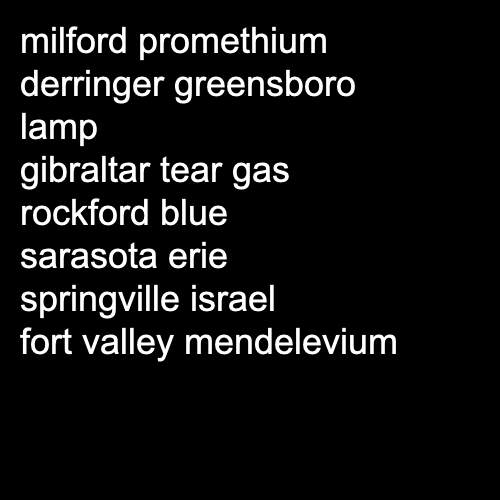 milford promethium
derringer greensboro
lamp
gibraltar tear gas
rockford blue
sarasota erie
springville israel
fort valley mendelevium